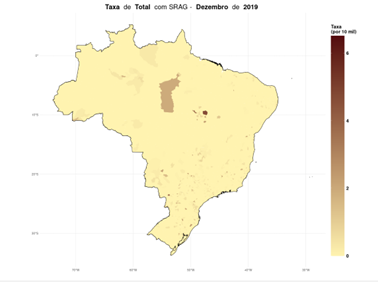 Taxa de Total com SRAG - Dezembro de 2019
Taxa
(por 10 mil)
6
4
2
0
0°
10°S
20°S
30°S
70°W
60°W
50°W
40°W
30°W